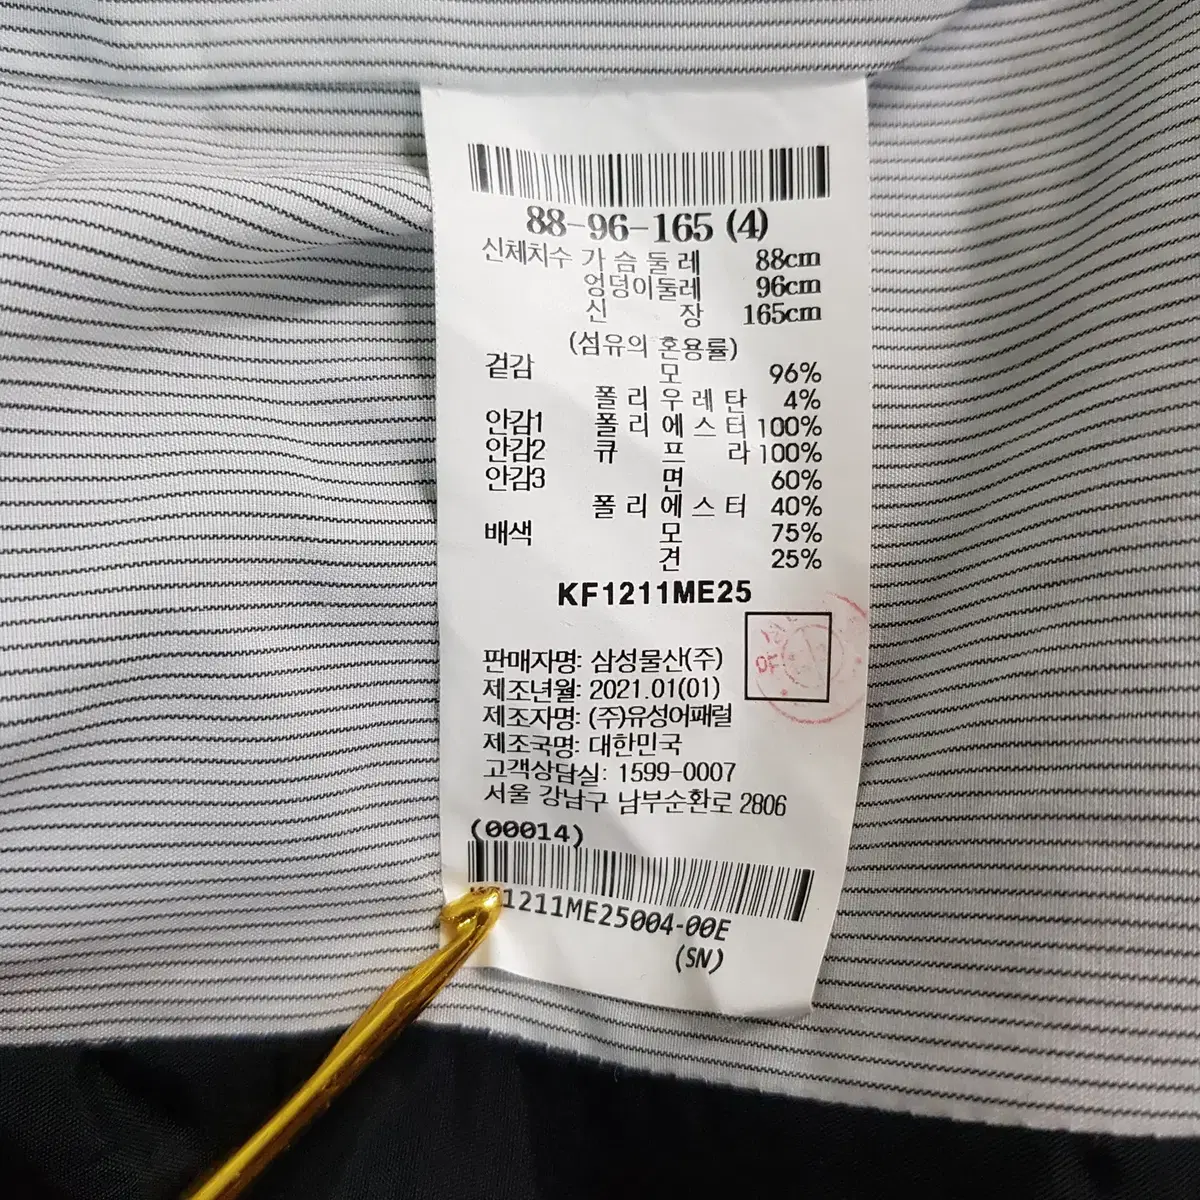 88-96-165 (4)
신체치수 가슴둘레 88cm
엉덩이둘레 96cm
신장 165cm
(섬유의 혼용률)
겉감 모 96%
폴리우레탄 4%
안감1 폴리에스터 100%
안감2 큐프라 100%
안감3 면 60%
폴리에스터 40%
배색 모 75%
견 25%
KF1211ME25
판매자명: 삼성물산(주)
제조년월: 2021.01(01)
제조자명: (주)유성어패럴
제조국명: 대한민국
고객상담실: 1599-0007
서울 강남구 남부순환로 2806
(00014)
1211ME25004-00E
(SN)